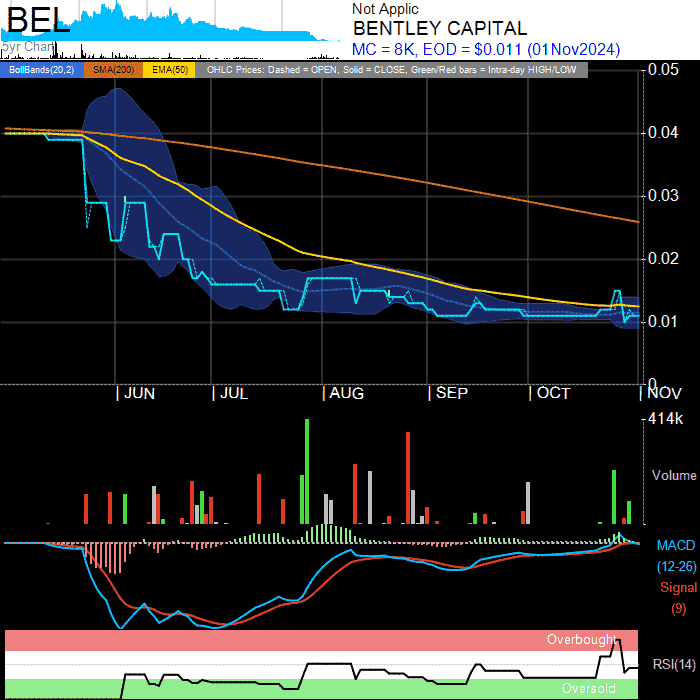 BEL
5yr Chart
Not Applic
BENTLEY CAPITAL
MC = 8K, EOD = $0.011 (01Nov2024)
BollBands(20,2) SMA(200) EMA(50) OHLC Prices: Dashed = OPEN, Solid = CLOSE, Green/Red bars = Intra-day HIGH/LOW
0.05
0.04
0.03
0.02
0.01
0
JUN JUL AUG SEP OCT NOV
414k
Volume
MACD
(12-26)
Signal
(9)
Overbought
RSI(14)
Oversold